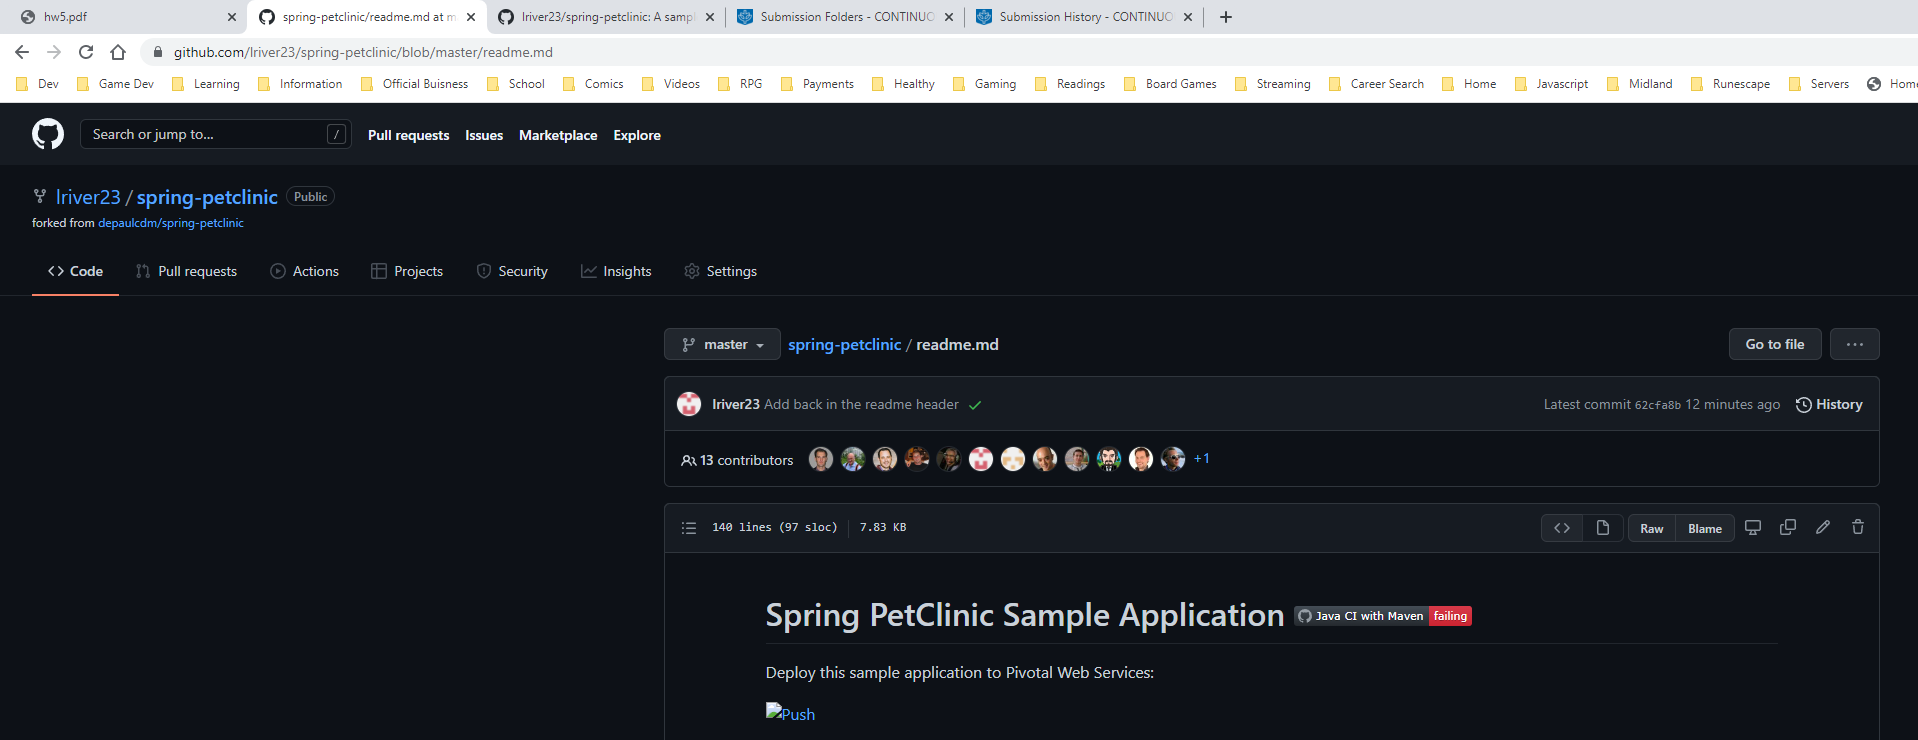 hw5.pdf
spring-petclinic/readme.md at m
lriver23/spring-petclinic: A sampl
Submission Folders - CONTINUO
Submission History - CONTINUO
github.com/lriver23/spring-petclinic/blob/master/readme.md
Dev Game Dev Learning Information Official Buisness School Comics Videos RPG Payments Healthy Gaming Readings Board Games Streaming Career Search Home Javascript Midland Runescape Servers Home
Search or jump to... / Pull requests Issues Marketplace Explore
lriver23 / spring-petclinic Public
forked from depaulcdm/spring-petclinic
<> Code Pull requests Actions Projects Security Insights Settings
master spring-petclinic / readme.md Go to file ...
lriver23 Add back in the readme header Latest commit 62cfa8b 12 minutes ago History
13 contributors +1
140 lines (97 sloc) 7.83 KB <> Raw Blame
Spring PetClinic Sample Application Java CI with Maven failing
Deploy this sample application to Pivotal Web Services:
Push